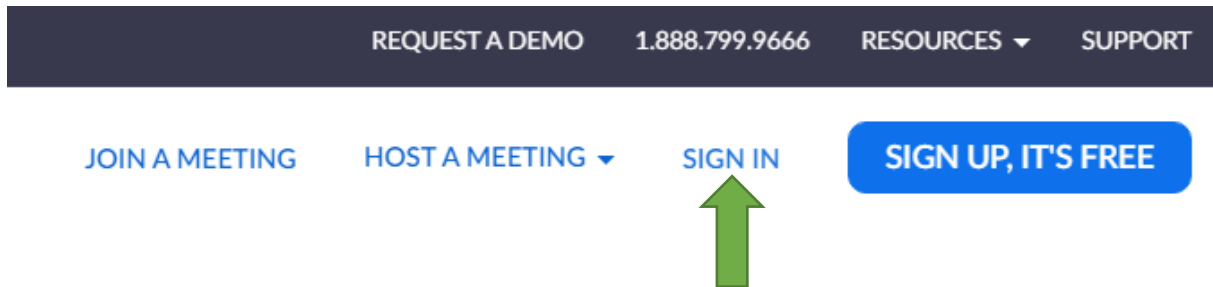 REQUEST A DEMO 1.888.799.9666 RESOURCES SUPPORT
JOIN A MEETING HOST A MEETING SIGN IN SIGN UP, IT'S FREE